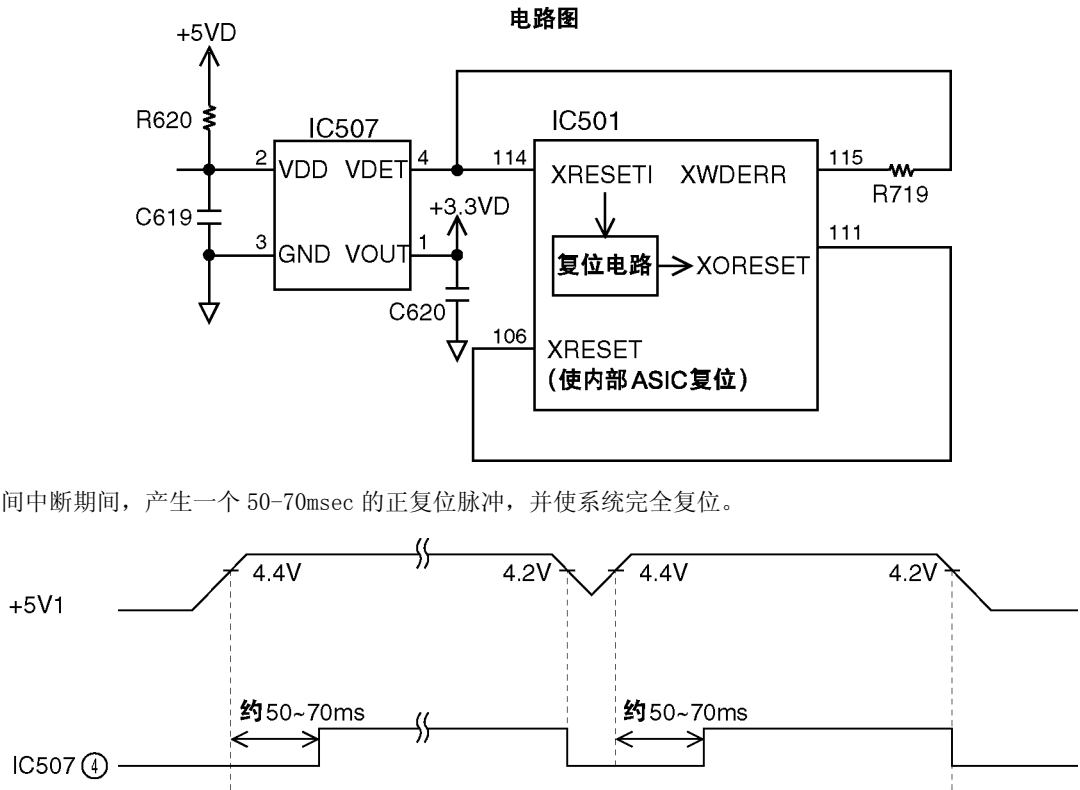 电路图
+5VD
R620
IC507
IC501
2
VDD
VDET
4
114
XRESETI
XWDERR
115
R719
C619
+3.3VD
3
GND
VOUT
1
111
复位电路
XORESET
C620
106
XRESET
(使内部ASIC复位)
间中断期间，产生一个 50-70msec 的正复位脉冲，并使系统完全复位。
4.4V
4.2V
4.4V
4.2V
+5V1
约50~70ms
约50~70ms
IC507④